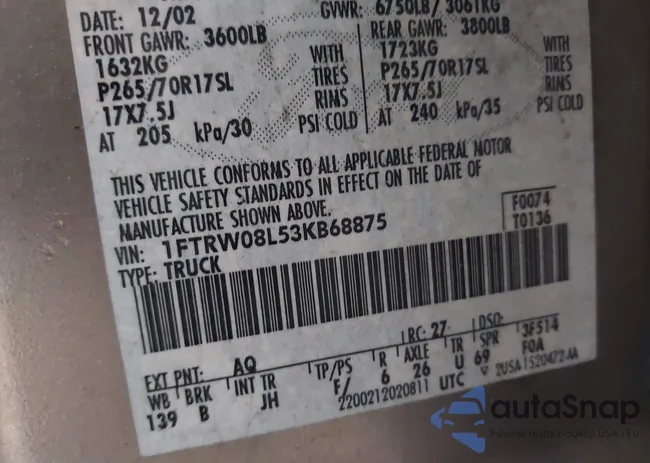 DATE: 12/02
GVWR: 6750LB/ 3061KG
FRONT GAWR: 3600LB
REAR GAWR: 3800LB
1632KG WITH
1723KG WITH
P265/70R17SL TIRES
P265/70R17SL TIRES
17X7.5J RINS
17X7.5J RINS
AT 205 kPa/30 PSI COLD
AT 240 kPa/35 PSI COLD
THIS VEHICLE CONFORMS TO ALL APPLICABLE FEDERAL MOTOR
VEHICLE SAFETY STANDARDS IN EFFECT ON THE DATE OF
MANUFACTURE SHOWN ABOVE.
VIN: 1FTRW08L53KB68875
TYPE: TRUCK
F0074
T0136
EXT PNT: AQ RC: 27 DSO: 3F514
WB BRK INT TR TP/PS R AXLE TR SPR F0A
139 B JH F/ 6 26 U 69
2200212020811 UTC
2USA 1520472 AA
autaSnap